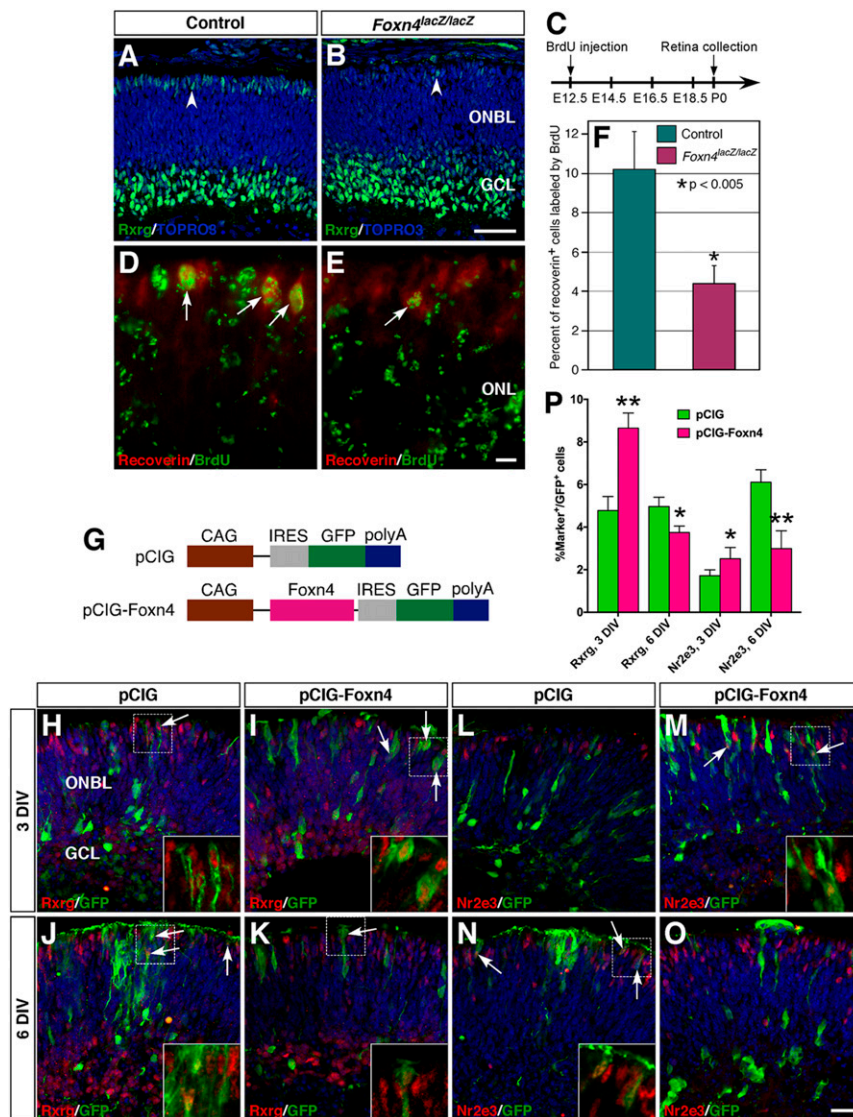 Control
Foxn4lacZ/lacZ
A
B
ONBL
GCL
Rxrg/TOPRO3
Rxrg/TOPRO3
C
BrdU injection
Retina collection
E12.5 E14.5 E16.5 E18.5 P0
D
E
ONL
Recoverin/BrdU
Recoverin/BrdU
F
Percent of recoverin+ cells labeled by BrdU
12
10
8
6
4
2
0
Control
Foxn4lacZ/lacZ
* p < 0.005
*
G
CAG IRES GFP polyA
pCIG
CAG Foxn4 IRES GFP polyA
pCIG-Foxn4
P
%Marker+/GFP+ cells
10
8
6
4
2
0
pCIG
pCIG-Foxn4
**
*
*
**
Rxrg, 3 DIV
Rxrg, 6 DIV
Nr2e3, 3 DIV
Nr2e3, 6 DIV
pCIG
pCIG-Foxn4
pCIG
pCIG-Foxn4
3 DIV
H
ONBL
GCL
Rxrg/GFP
I
Rxrg/GFP
L
Nr2e3/GFP
M
Nr2e3/GFP
6 DIV
J
Rxrg/GFP
K
Rxrg/GFP
N
Nr2e3/GFP
O
Nr2e3/GFP